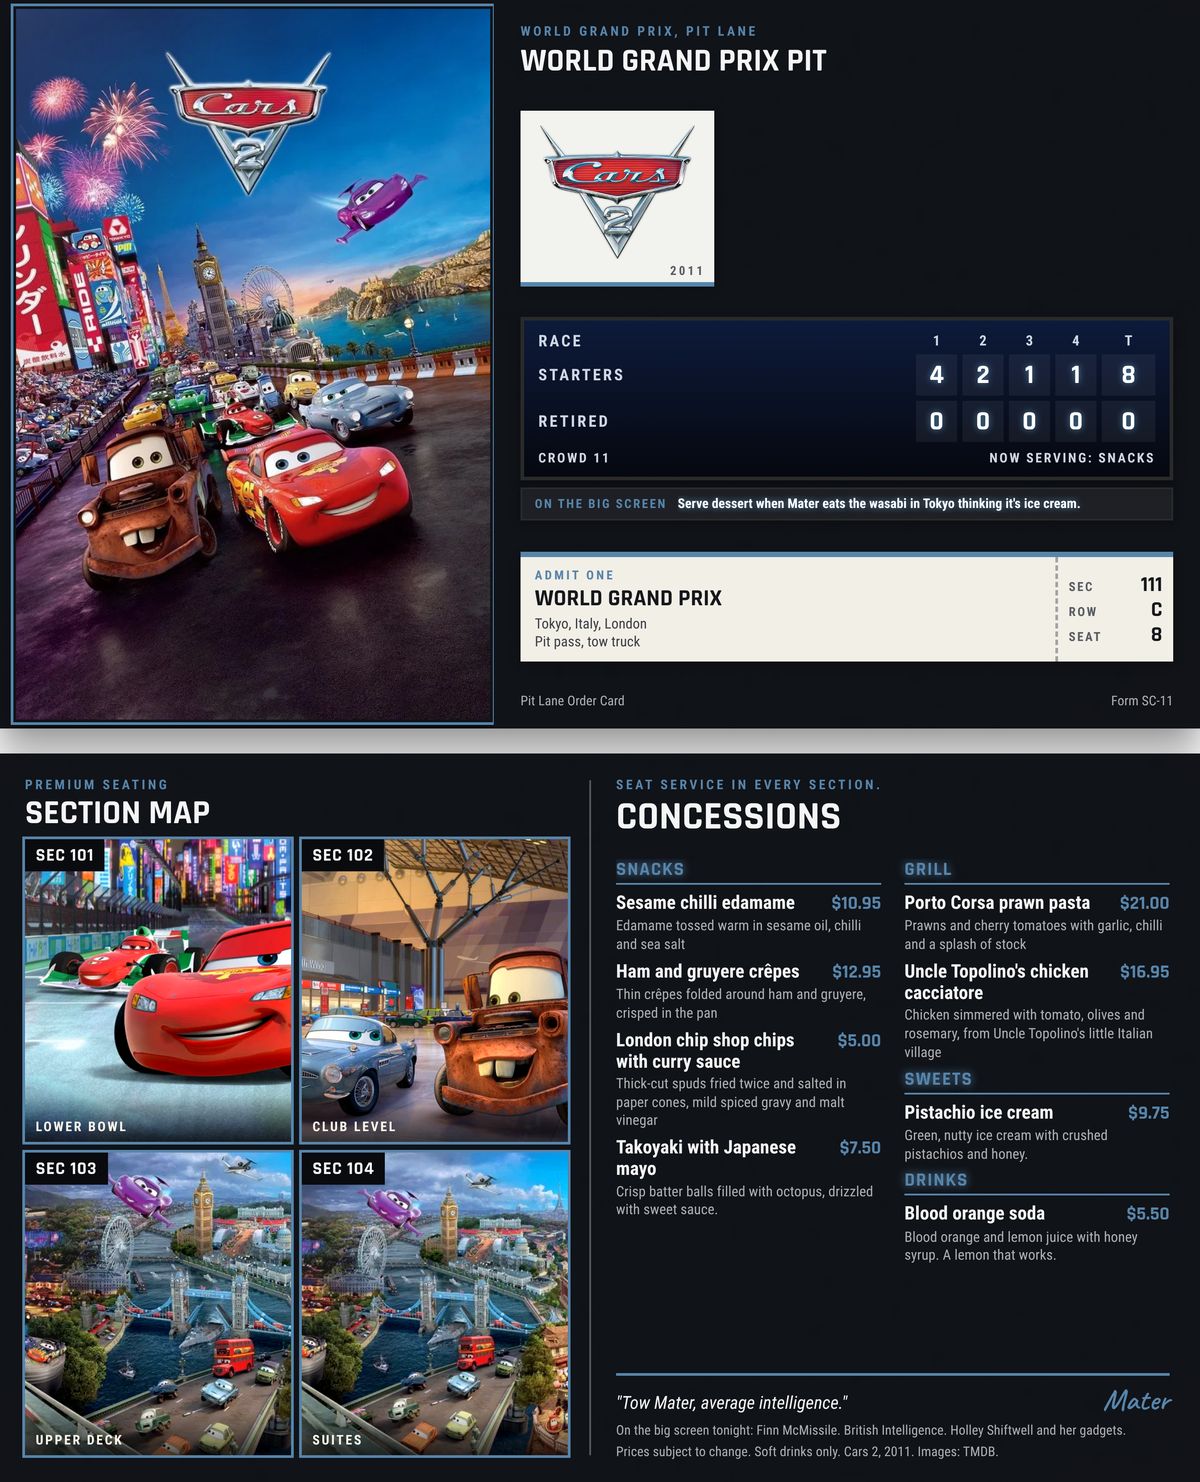 Cars
2
リンダー
炭酸飲料水
RIDE
WORLD GRAND PRIX, PIT LANE
WORLD GRAND PRIX PIT
Cars
2
2011
RACE 1 2 3 4 T
STARTERS 4 2 1 1 8
RETIRED 0 0 0 0 0
CROWD 11 NOW SERVING: SNACKS
ON THE BIG SCREEN Serve dessert when Mater eats the wasabi in Tokyo thinking it's ice cream.
ADMIT ONE
WORLD GRAND PRIX
Tokyo, Italy, London
Pit pass, tow truck
SEC 111
ROW C
SEAT 8
Pit Lane Order Card Form SC-11
PREMIUM SEATING
SECTION MAP
SEC 101
LOWER BOWL
SEC 102
CLUB LEVEL
SEC 103
UPPER DECK
SEC 104
SUITES
SEAT SERVICE IN EVERY SECTION.
CONCESSIONS
SNACKS
Sesame chilli edamame $10.95
Edamame tossed warm in sesame oil, chilli
and sea salt
Ham and gruyere crêpes $12.95
Thin crêpes folded around ham and gruyere,
crisped in the pan
London chip shop chips $5.00
with curry sauce
Thick-cut spuds fried twice and salted in
paper cones, mild spiced gravy and malt
vinegar
Takoyaki with Japanese $7.50
mayo
Crisp batter balls filled with octopus, drizzled
with sweet sauce.
GRILL
Porto Corsa prawn pasta $21.00
Prawns and cherry tomatoes with garlic, chilli
and a splash of stock
Uncle Topolino's chicken $16.95
cacciatore
Chicken simmered with tomato, olives and
rosemary, from Uncle Topolino's little Italian
village
SWEETS
Pistachio ice cream $9.75
Green, nutty ice cream with crushed
pistachios and honey.
DRINKS
Blood orange soda $5.50
Blood orange and lemon juice with honey
syrup. A lemon that works.
"Tow Mater, average intelligence." Mater
On the big screen tonight: Finn McMissile. British Intelligence. Holley Shiftwell and her gadgets.
Prices subject to change. Soft drinks only. Cars 2, 2011. Images: TMDB.